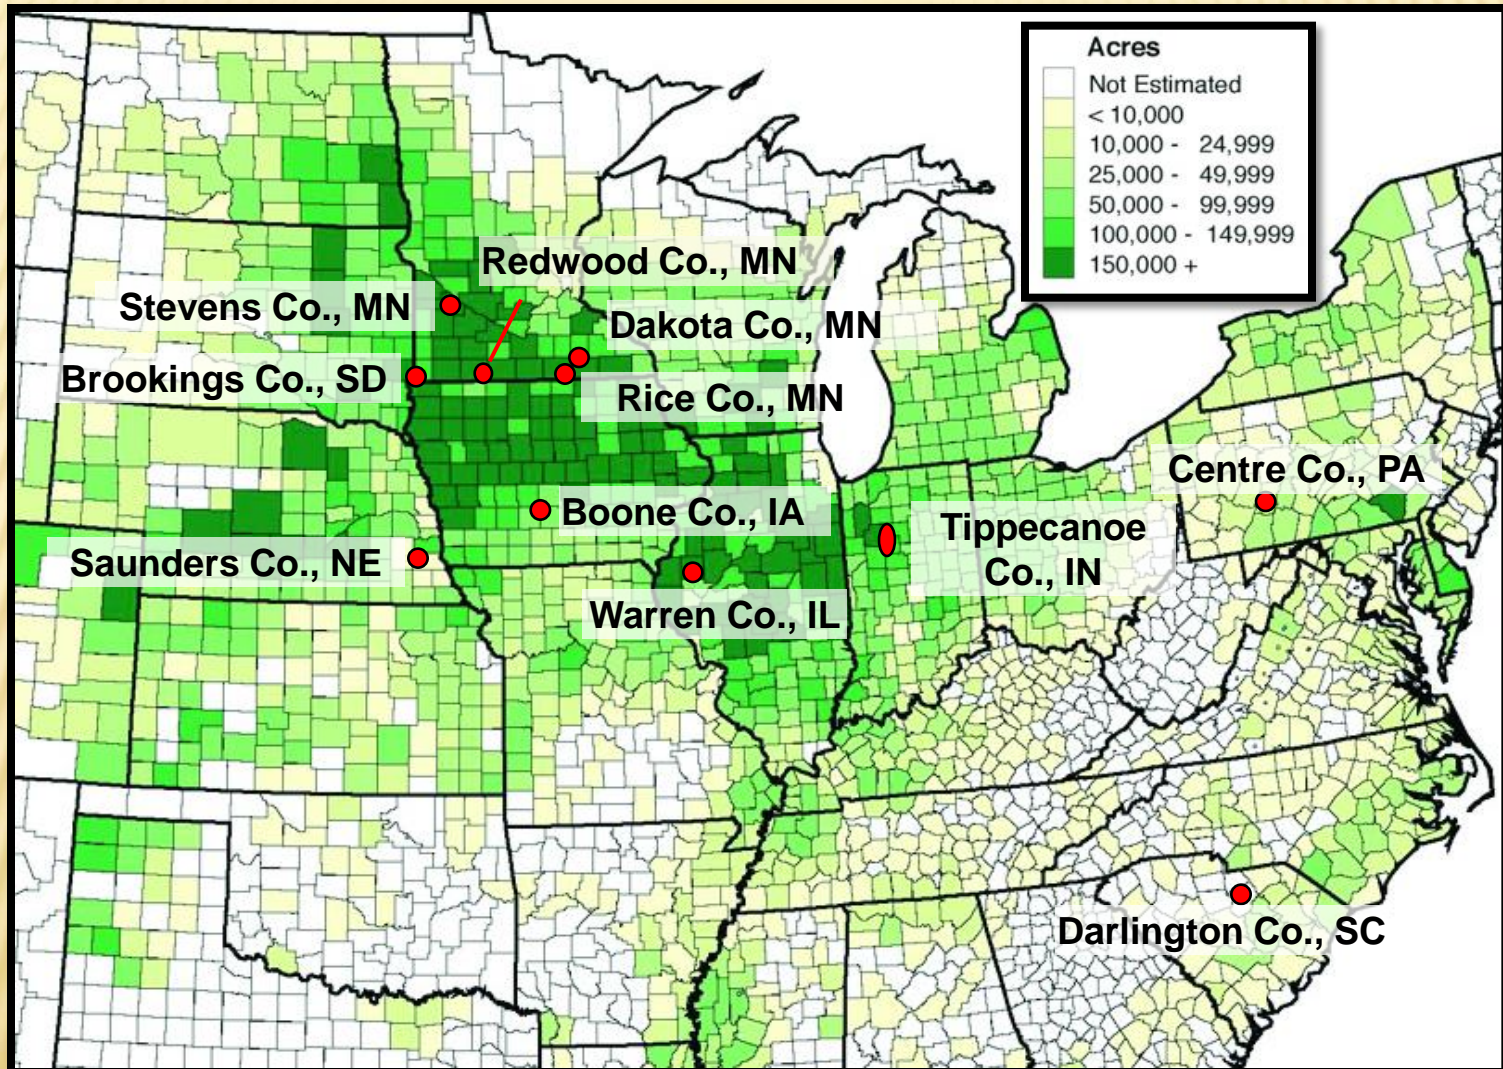 Acres
Not Estimated
< 10,000
10,000 - 24,999
25,000 - 49,999
50,000 - 99,999
100,000 - 149,999
150,000 +
Redwood Co., MN
Stevens Co., MN
Dakota Co., MN
Brookings Co., SD
Rice Co., MN
Centre Co., PA
Boone Co., IA
Tippecanoe
Co., IN
Saunders Co., NE
Warren Co., IL
Darlington Co., SC